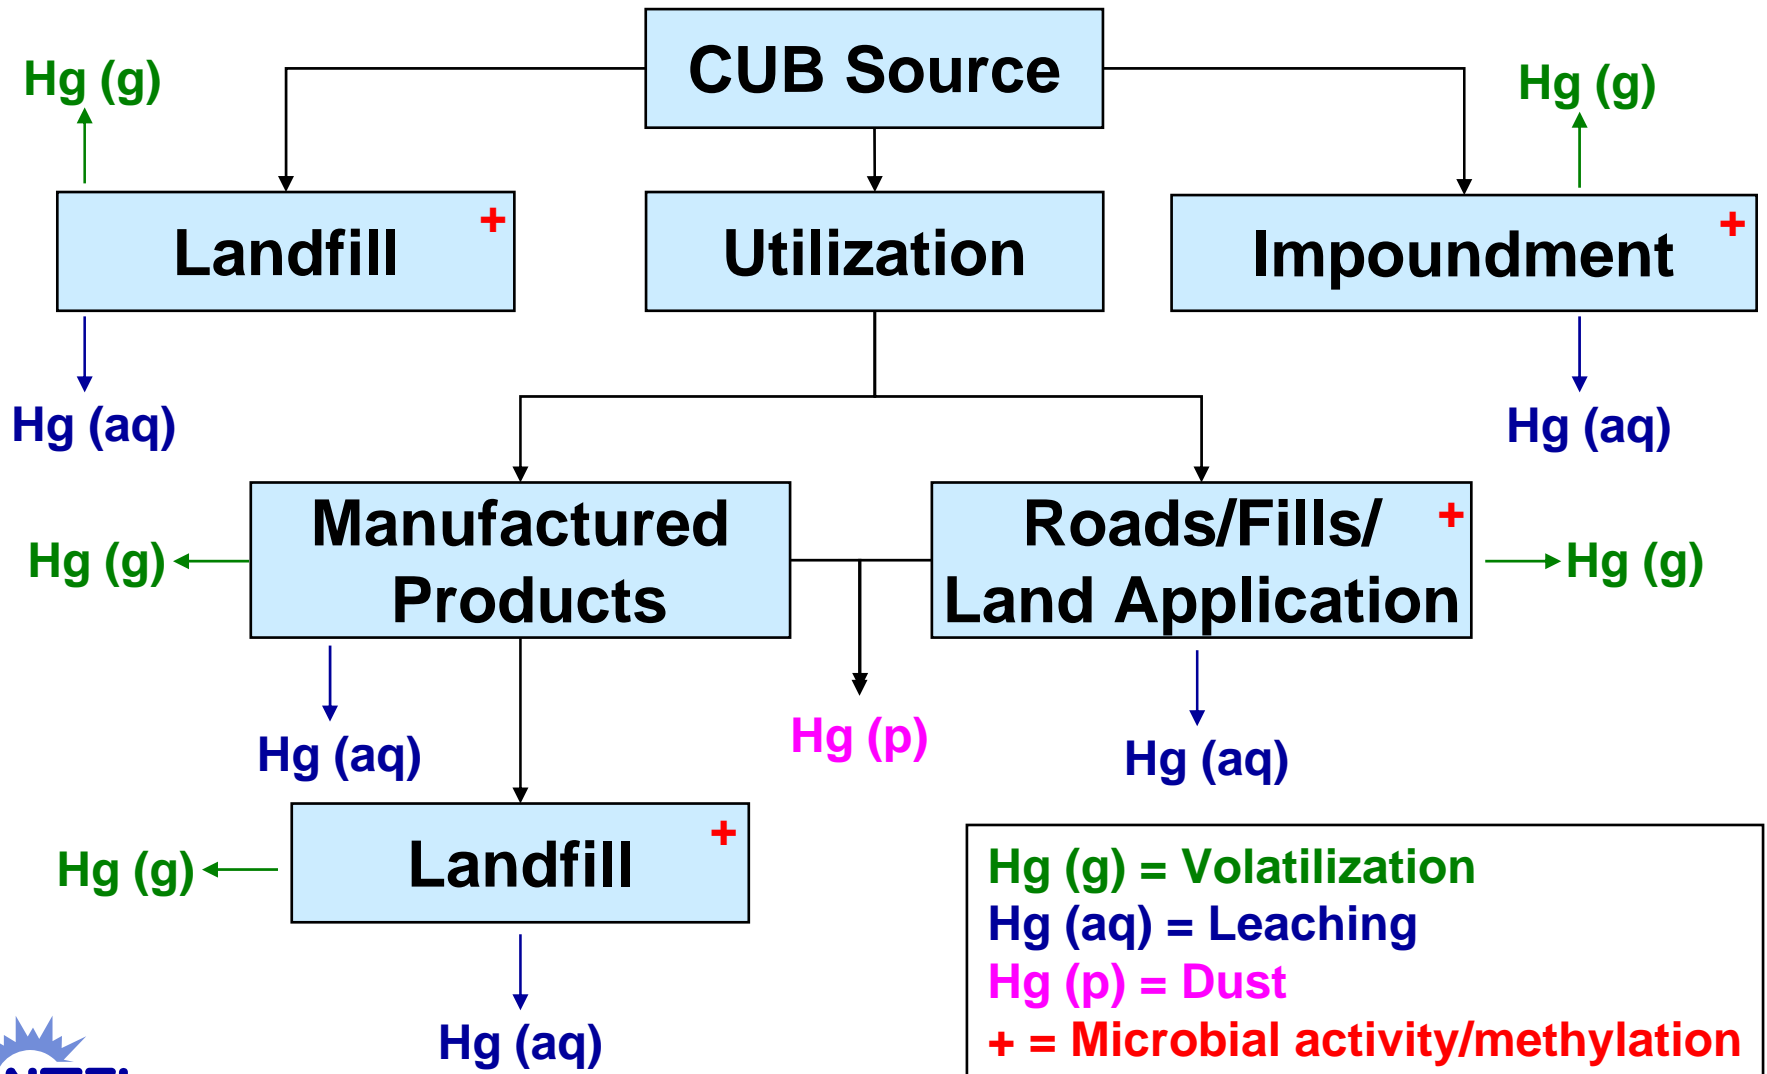 CUB Source
Hg (g)
Hg (g)
Landfill +
Utilization
Impoundment +
Hg (aq)
Hg (aq)
Manufactured
Products
Roads/Fills/ +
Land Application
Hg (g)
Hg (g)
Hg (aq)
Hg (p)
Hg (aq)
Landfill +
Hg (g)
Hg (aq)
Hg (g) = Volatilization
Hg (aq) = Leaching
Hg (p) = Dust
+ = Microbial activity/methylation